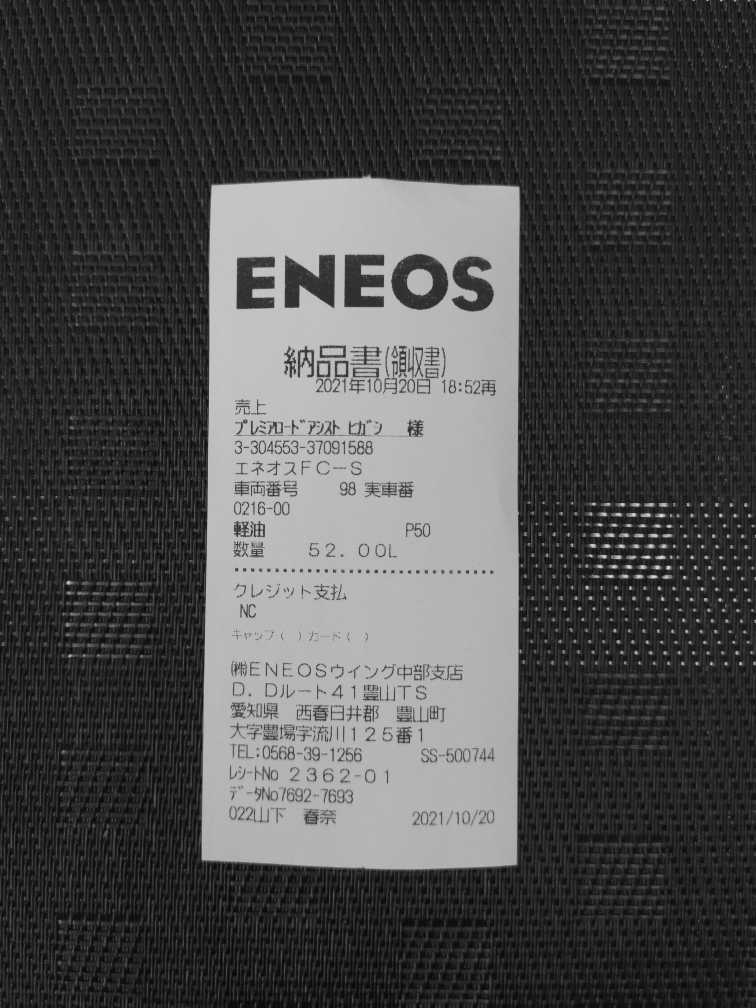 ENEOS
納品書(領収書)
2021年10月20日 18:52再
売上
プレミアロードアシスト ヒガシ 様
3-304553-37091588
エネオスFC-S
車両番号 98 実車番
0216-00
軽油 P50
数量 52.00L
クレジット支払
NC
キャップ( )カード( )
㈱ENEOSウイング中部支店
D.Dルート41豊山TS
愛知県 西春日井郡 豊山町
大字豊場字流川125番1
TEL:0568-39-1256 SS-500744
レシートNo 2362-01
データNo7692-7693
022山下 春奈 2021/10/20